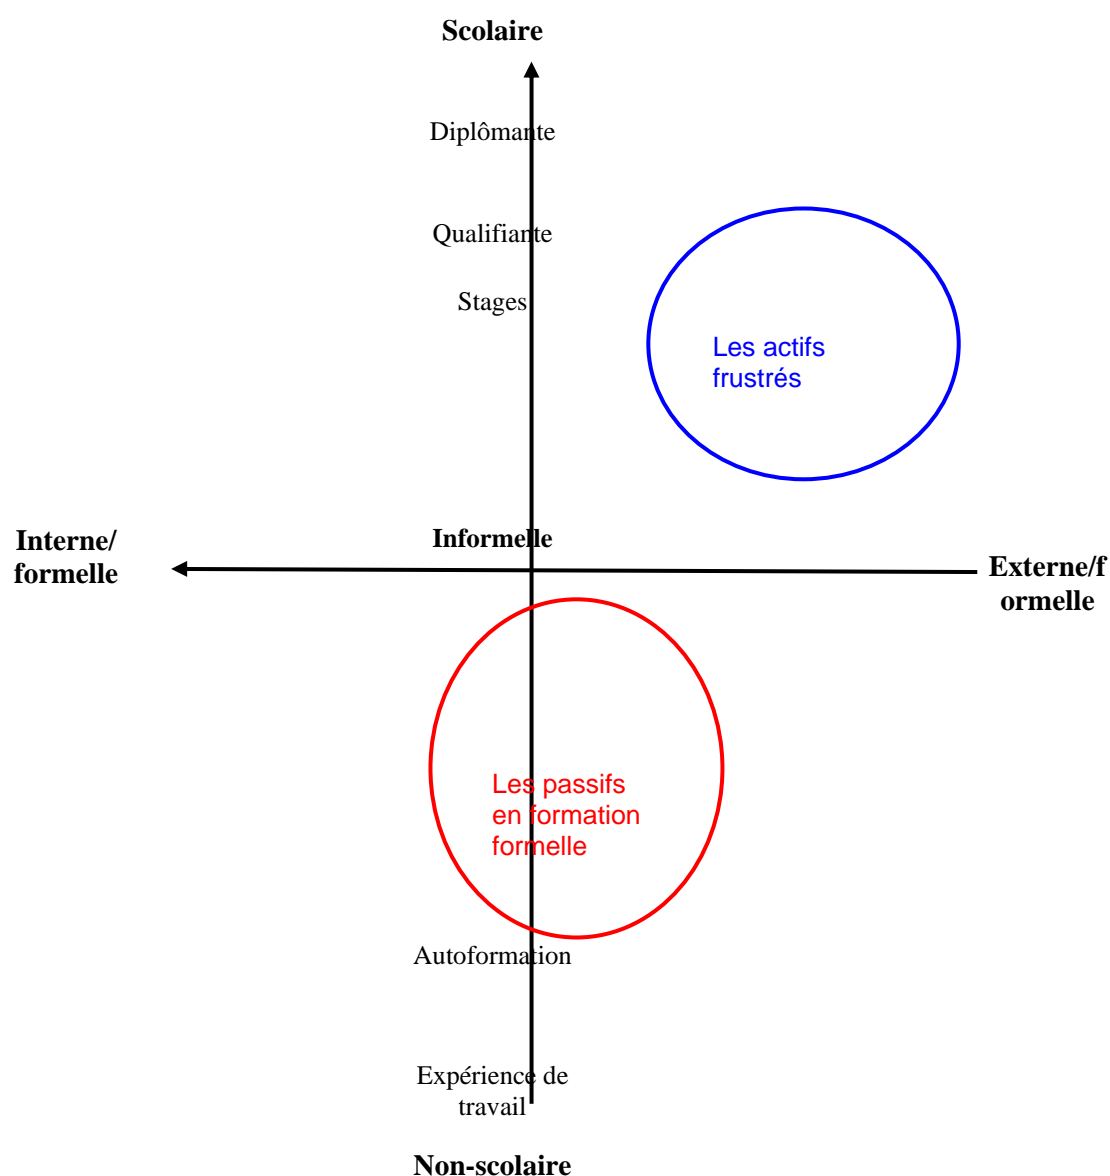 Scolaire
Diplômante
Qualifiante
Stages
Les actifs
frustrés
Informelle
Interne/
formelle
Externe/f
ormelle
Les passifs
en formation
formelle
Autoformation
Expérience de
travail
Non-scolaire